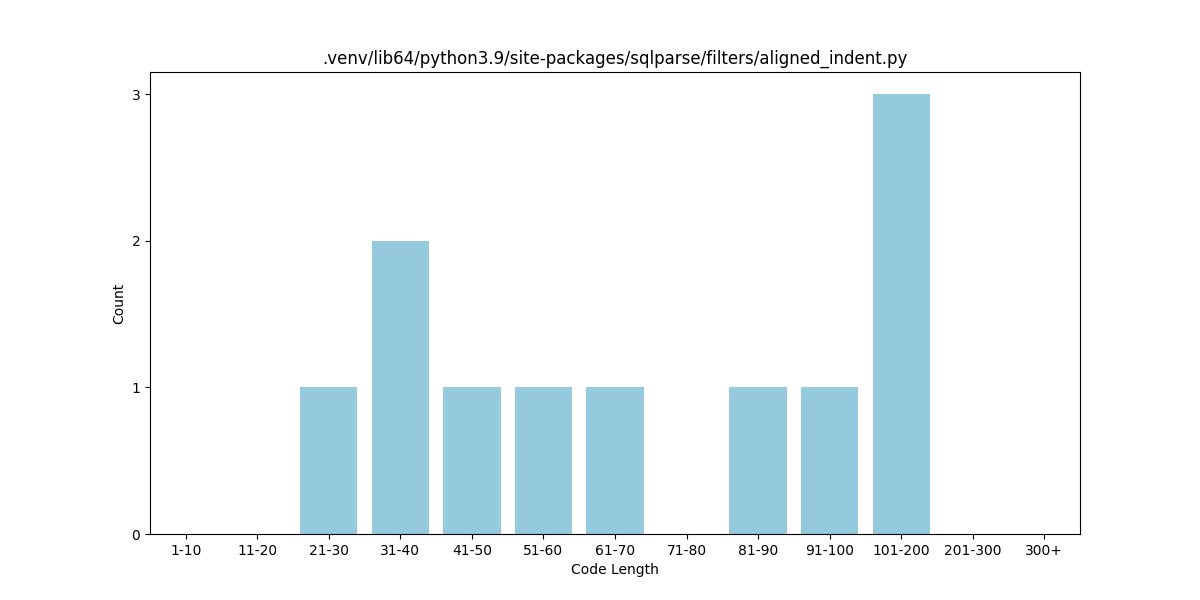 .venv/lib64/python3.9/site-packages/sqlparse/filters/aligned_indent.py
3
2
1
0
Count
1-10 11-20 21-30 31-40 41-50 51-60 61-70 71-80 81-90 91-100 101-200 201-300 300+
Code Length